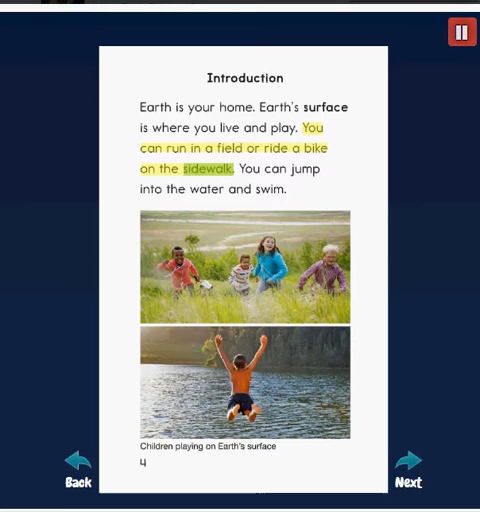 Introduction
Earth is your home. Earth's surface
is where you live and play. You
can run in a field or ride a bike
on the sidewalk. You can jump
into the water and swim.
Children playing on Earth's surface
4
Back
Next